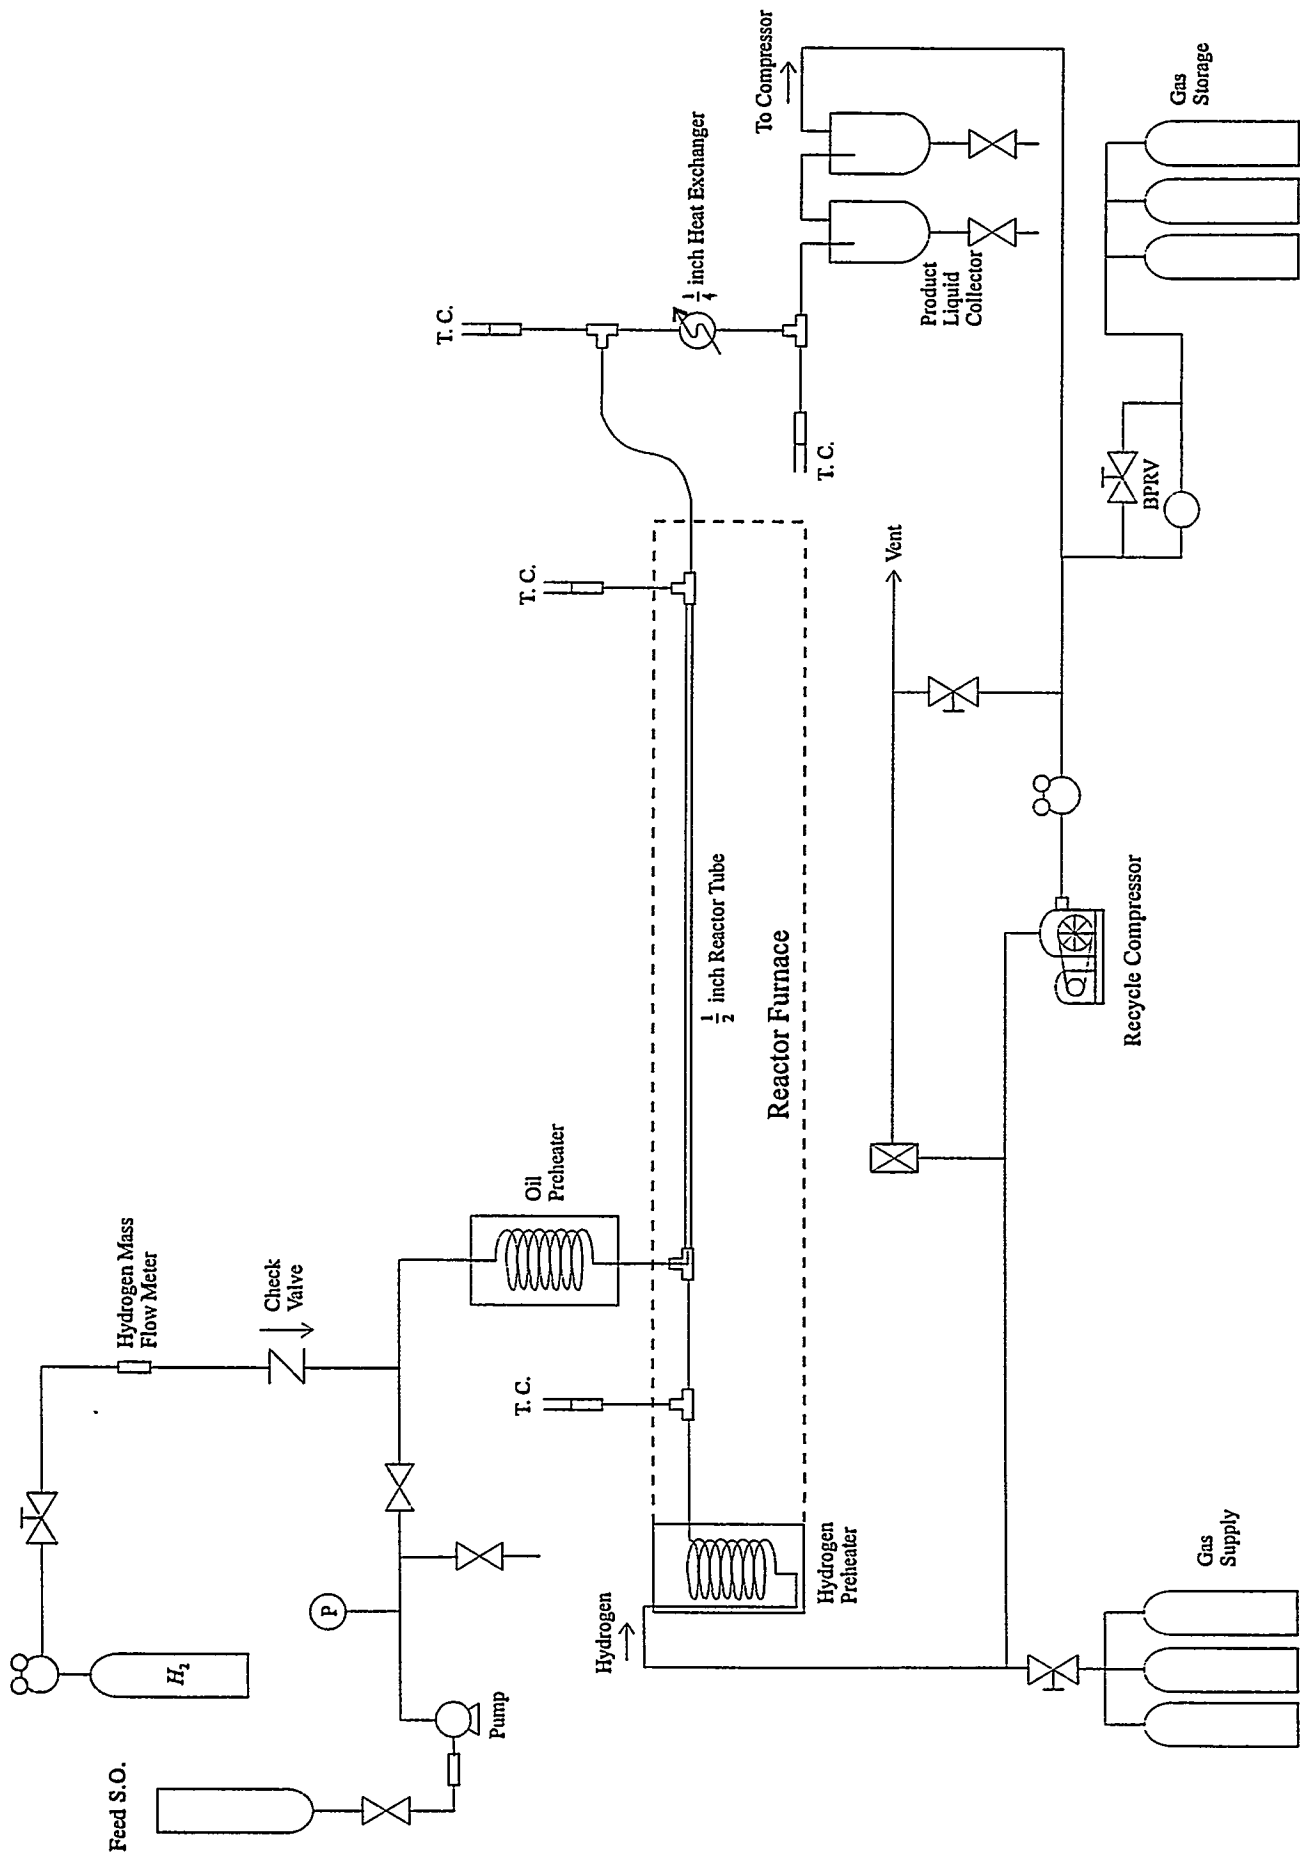 Feed S.O.
H₂
P
Pump
Hydrogen Mass
Flow Meter
Check
Valve
Oil
Preheater
T. C.
T. C.
T. C.
T. C.
1/4 inch Heat Exchanger
To Compressor
Product
Liquid
Collector
1/2 inch Reactor Tube
Reactor Furnace
Hydrogen
Hydrogen
Preheater
Vent
BPRV
Gas
Storage
Recycle Compressor
Gas
Supply